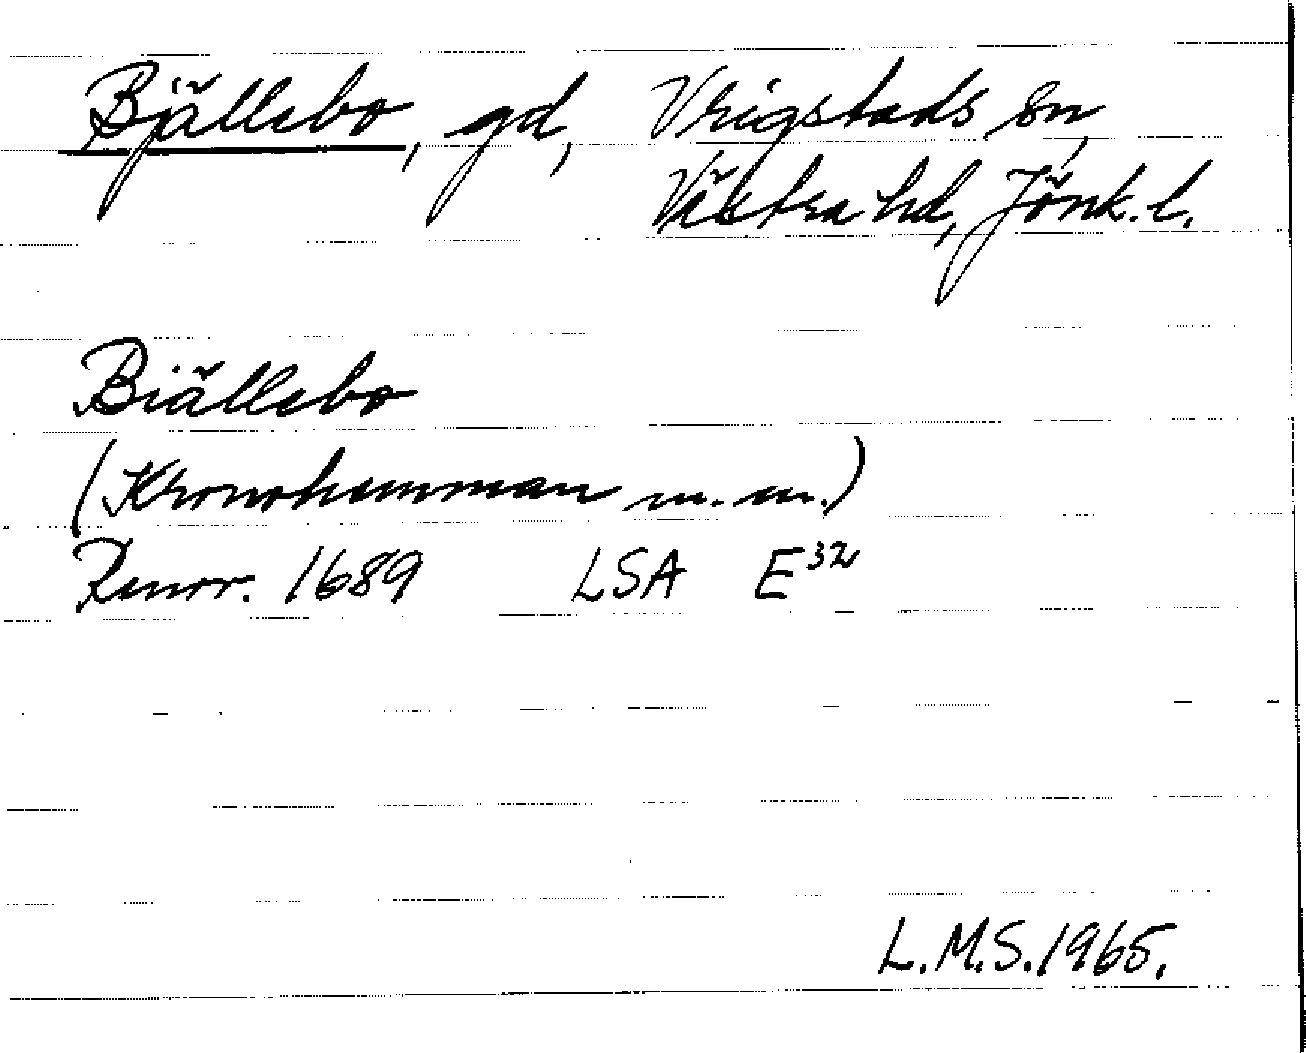 Bjällebo, gd, Vrigstads sn,
Västra hd, Jönk. l.
Biällebo
(Kronohemman m.m.)
Renov. 1689 LSA E³²
L.M.S. 1965.